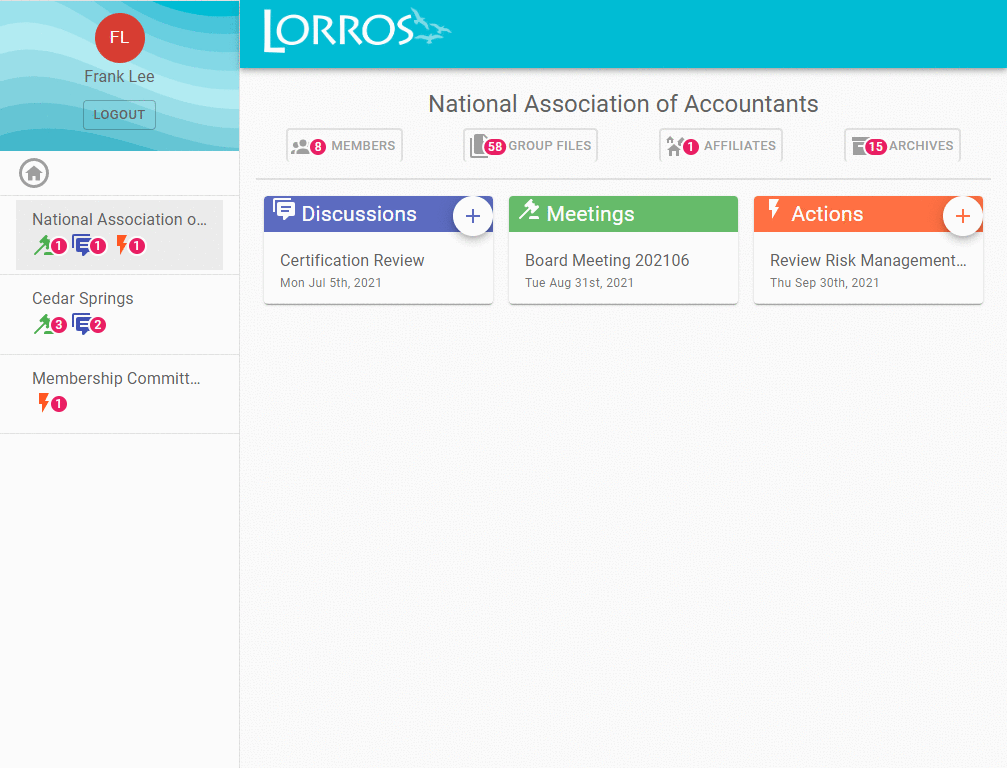 LORROS
FL
Frank Lee
LOGOUT
National Association of Accountants
8 MEMBERS
58 GROUP FILES
1 AFFILIATES
15 ARCHIVES
National Association o...
1 1 1
Cedar Springs
3 2
Membership Committ...
1
Discussions +
Certification Review
Mon Jul 5th, 2021
Meetings
Board Meeting 202106
Tue Aug 31st, 2021
Actions +
Review Risk Management...
Thu Sep 30th, 2021